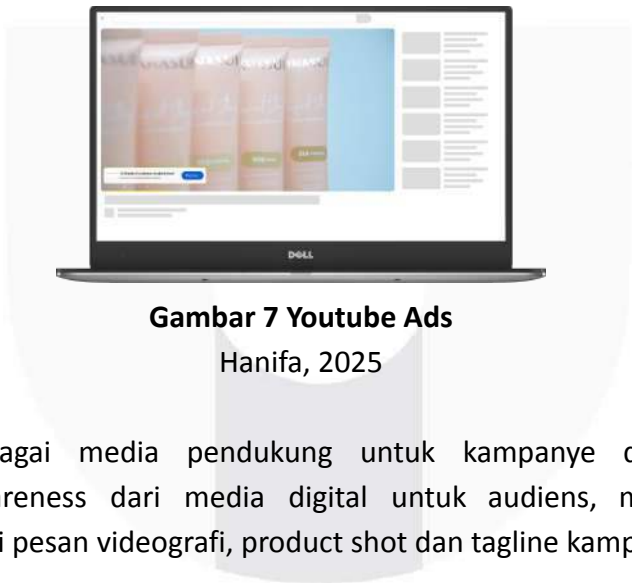 DELL
Gambar 7 Youtube Ads
Hanifa, 2025
agai media pendukung untuk kampanye
areness dari media digital untuk audiens, m
i pesan videografi, product shot dan tagline kamp